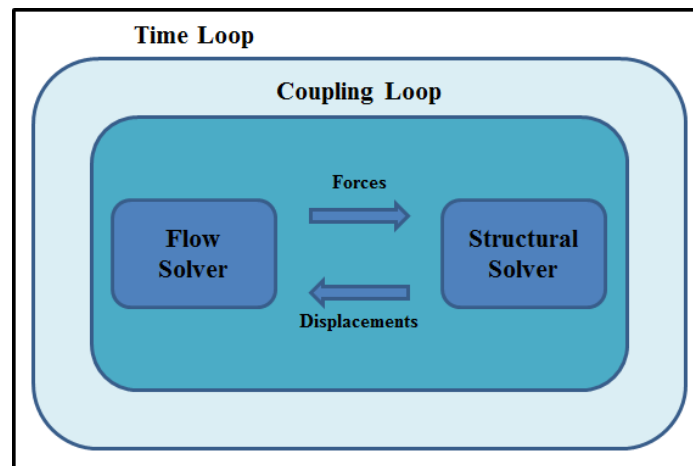 Time Loop
Coupling Loop
Forces
Flow
Solver
Structural
Solver
Displacements